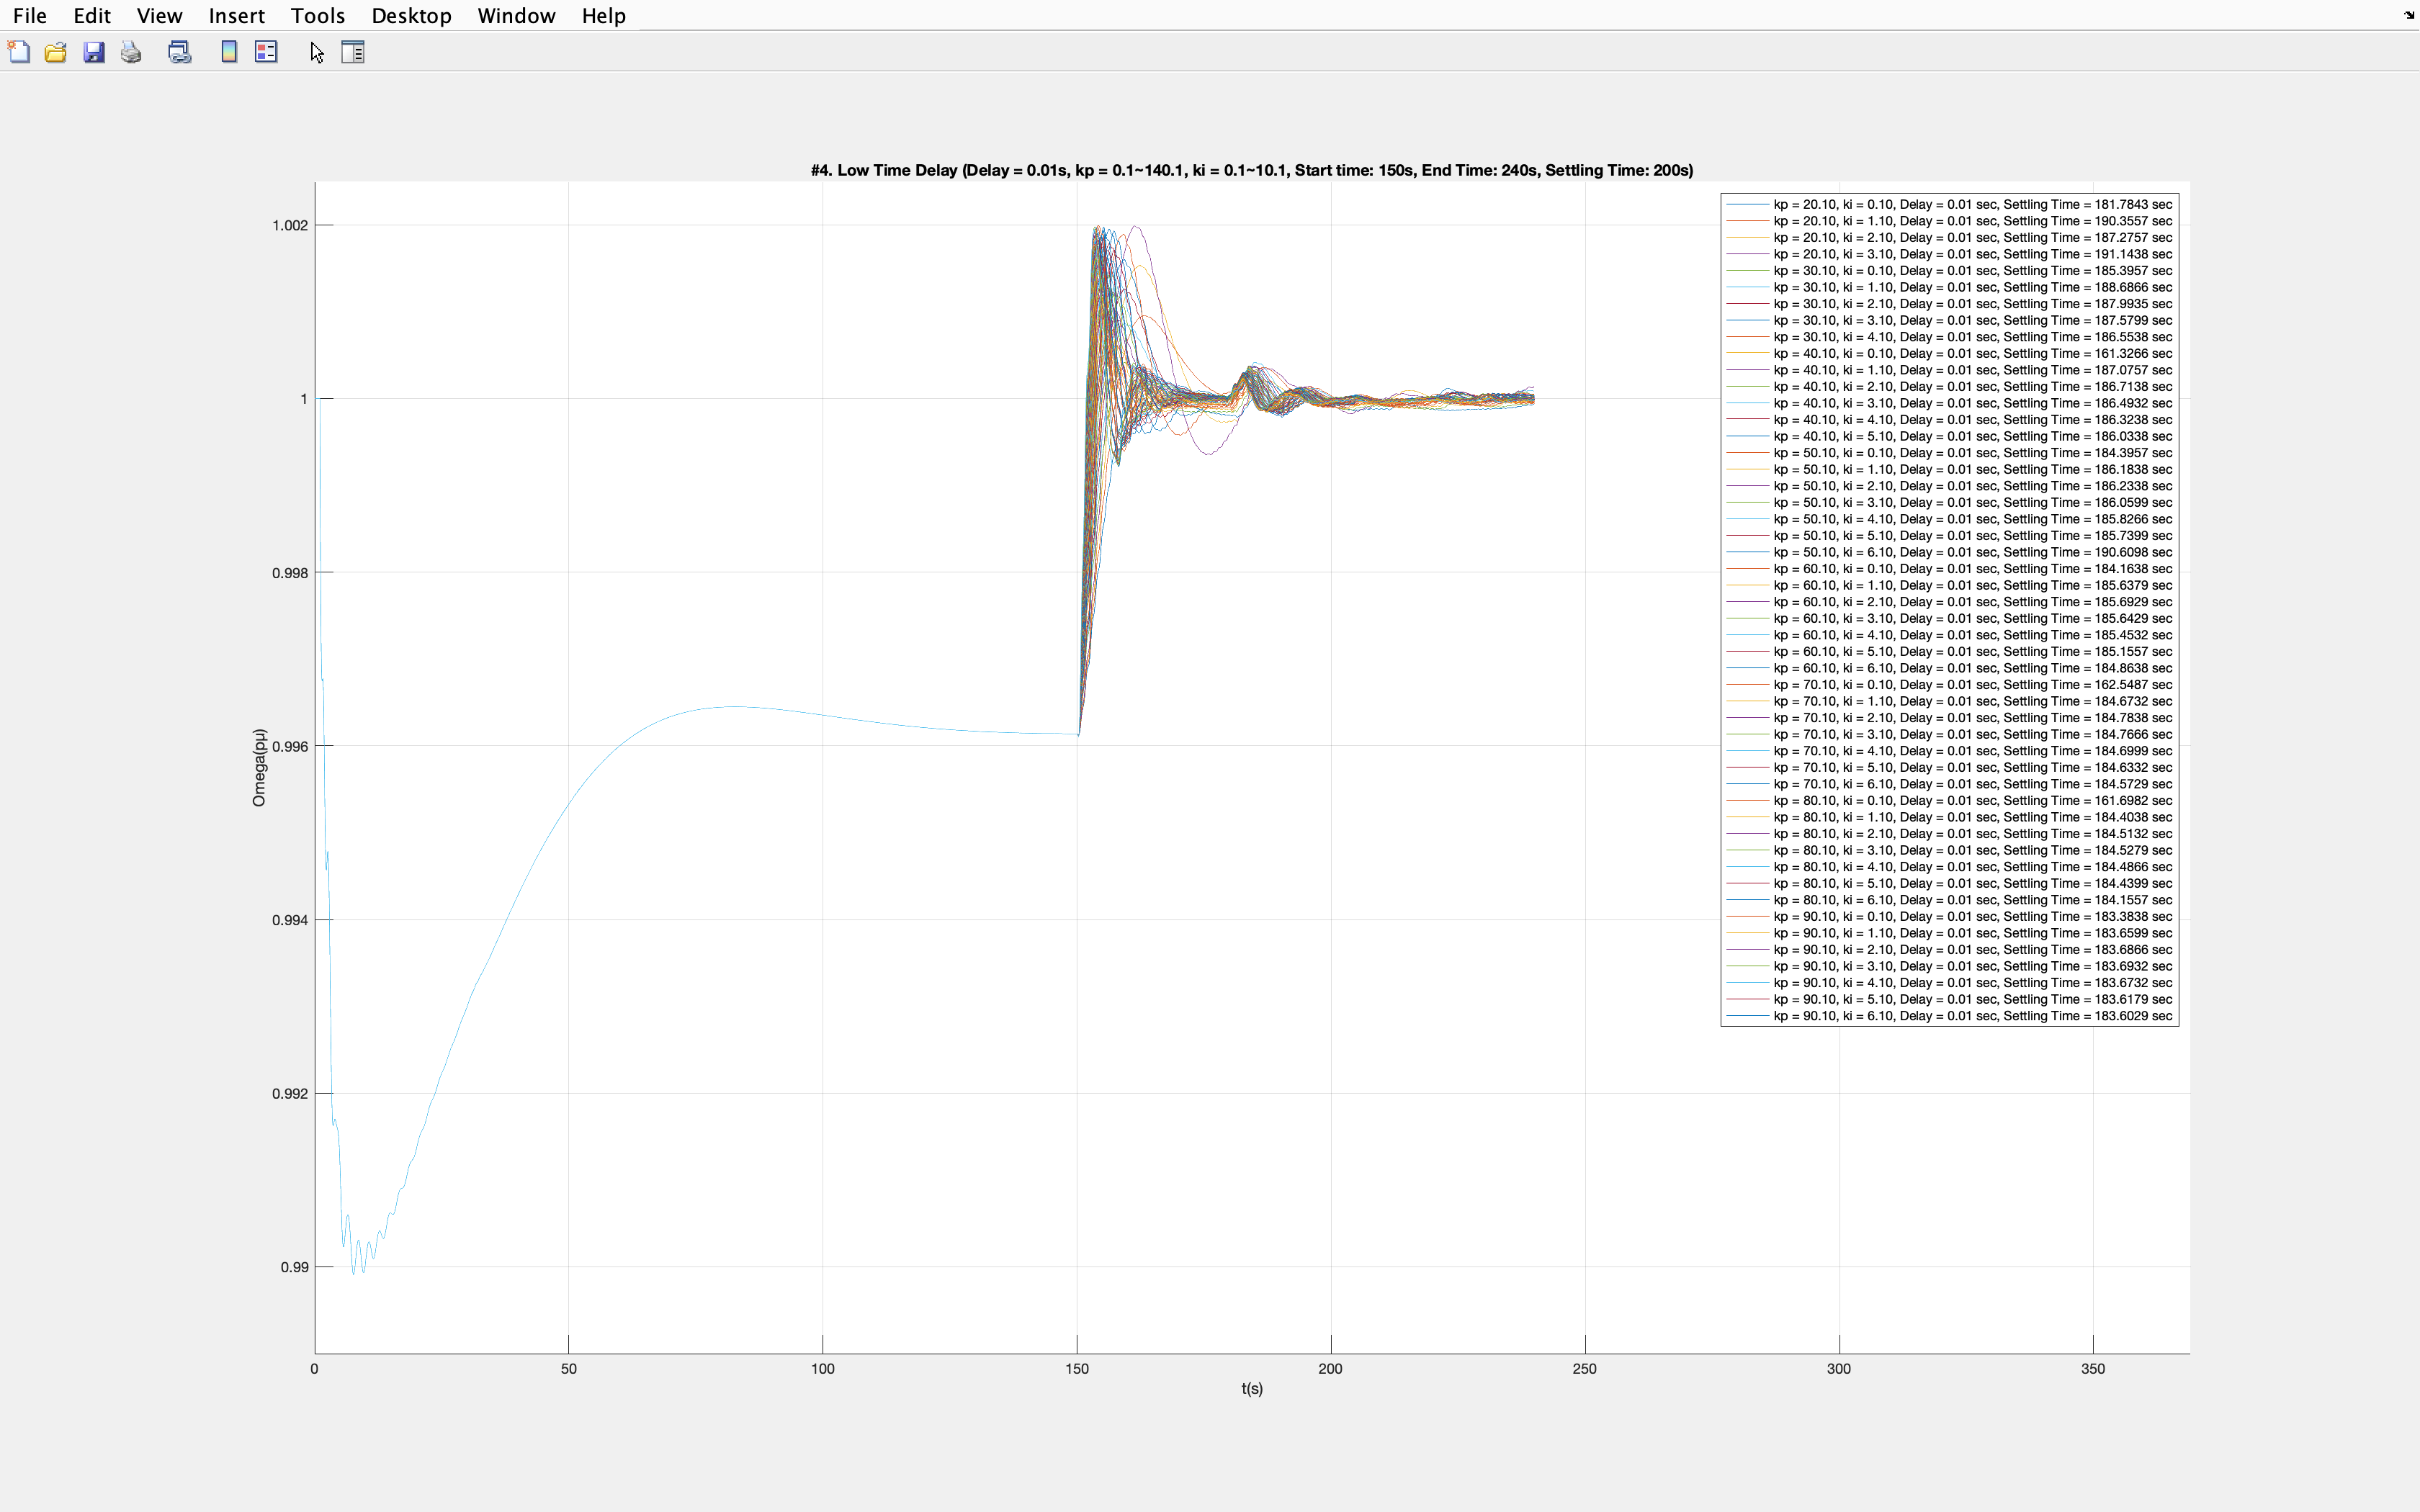 File Edit View Insert Tools Desktop Window Help
#4. Low Time Delay (Delay = 0.01s, kp = 0.1~140.1, ki = 0.1~10.1, Start time: 150s, End Time: 240s, Settling Time: 200s)
kp = 20.10, ki = 0.10, Delay = 0.01 sec, Settling Time = 181.7843 sec
kp = 20.10, ki = 1.10, Delay = 0.01 sec, Settling Time = 190.3557 sec
kp = 20.10, ki = 2.10, Delay = 0.01 sec, Settling Time = 187.2757 sec
kp = 20.10, ki = 3.10, Delay = 0.01 sec, Settling Time = 191.1438 sec
kp = 30.10, ki = 0.10, Delay = 0.01 sec, Settling Time = 185.3957 sec
kp = 30.10, ki = 1.10, Delay = 0.01 sec, Settling Time = 188.6866 sec
kp = 30.10, ki = 2.10, Delay = 0.01 sec, Settling Time = 187.9935 sec
kp = 30.10, ki = 3.10, Delay = 0.01 sec, Settling Time = 187.5799 sec
kp = 30.10, ki = 4.10, Delay = 0.01 sec, Settling Time = 186.5538 sec
kp = 40.10, ki = 0.10, Delay = 0.01 sec, Settling Time = 161.3266 sec
kp = 40.10, ki = 1.10, Delay = 0.01 sec, Settling Time = 187.0757 sec
kp = 40.10, ki = 2.10, Delay = 0.01 sec, Settling Time = 186.7138 sec
kp = 40.10, ki = 3.10, Delay = 0.01 sec, Settling Time = 186.4932 sec
kp = 40.10, ki = 4.10, Delay = 0.01 sec, Settling Time = 186.3238 sec
kp = 40.10, ki = 5.10, Delay = 0.01 sec, Settling Time = 186.0338 sec
kp = 50.10, ki = 0.10, Delay = 0.01 sec, Settling Time = 184.3957 sec
kp = 50.10, ki = 1.10, Delay = 0.01 sec, Settling Time = 186.1838 sec
kp = 50.10, ki = 2.10, Delay = 0.01 sec, Settling Time = 186.2338 sec
kp = 50.10, ki = 3.10, Delay = 0.01 sec, Settling Time = 186.0599 sec
kp = 50.10, ki = 4.10, Delay = 0.01 sec, Settling Time = 185.8266 sec
kp = 50.10, ki = 5.10, Delay = 0.01 sec, Settling Time = 185.7399 sec
kp = 50.10, ki = 6.10, Delay = 0.01 sec, Settling Time = 190.6098 sec
kp = 60.10, ki = 0.10, Delay = 0.01 sec, Settling Time = 184.1638 sec
kp = 60.10, ki = 1.10, Delay = 0.01 sec, Settling Time = 185.6379 sec
kp = 60.10, ki = 2.10, Delay = 0.01 sec, Settling Time = 185.6929 sec
kp = 60.10, ki = 3.10, Delay = 0.01 sec, Settling Time = 185.6429 sec
kp = 60.10, ki = 4.10, Delay = 0.01 sec, Settling Time = 185.4532 sec
kp = 60.10, ki = 5.10, Delay = 0.01 sec, Settling Time = 185.1557 sec
kp = 60.10, ki = 6.10, Delay = 0.01 sec, Settling Time = 184.8638 sec
kp = 70.10, ki = 0.10, Delay = 0.01 sec, Settling Time = 162.5487 sec
kp = 70.10, ki = 1.10, Delay = 0.01 sec, Settling Time = 184.6732 sec
kp = 70.10, ki = 2.10, Delay = 0.01 sec, Settling Time = 184.7838 sec
kp = 70.10, ki = 3.10, Delay = 0.01 sec, Settling Time = 184.7666 sec
kp = 70.10, ki = 4.10, Delay = 0.01 sec, Settling Time = 184.6999 sec
kp = 70.10, ki = 5.10, Delay = 0.01 sec, Settling Time = 184.6332 sec
kp = 70.10, ki = 6.10, Delay = 0.01 sec, Settling Time = 184.5729 sec
kp = 80.10, ki = 0.10, Delay = 0.01 sec, Settling Time = 161.6982 sec
kp = 80.10, ki = 1.10, Delay = 0.01 sec, Settling Time = 184.4038 sec
kp = 80.10, ki = 2.10, Delay = 0.01 sec, Settling Time = 184.5132 sec
kp = 80.10, ki = 3.10, Delay = 0.01 sec, Settling Time = 184.5279 sec
kp = 80.10, ki = 4.10, Delay = 0.01 sec, Settling Time = 184.4866 sec
kp = 80.10, ki = 5.10, Delay = 0.01 sec, Settling Time = 184.4399 sec
kp = 80.10, ki = 6.10, Delay = 0.01 sec, Settling Time = 184.1557 sec
kp = 90.10, ki = 0.10, Delay = 0.01 sec, Settling Time = 183.3838 sec
kp = 90.10, ki = 1.10, Delay = 0.01 sec, Settling Time = 183.6599 sec
kp = 90.10, ki = 2.10, Delay = 0.01 sec, Settling Time = 183.6866 sec
kp = 90.10, ki = 3.10, Delay = 0.01 sec, Settling Time = 183.6932 sec
kp = 90.10, ki = 4.10, Delay = 0.01 sec, Settling Time = 183.6732 sec
kp = 90.10, ki = 5.10, Delay = 0.01 sec, Settling Time = 183.6179 sec
kp = 90.10, ki = 6.10, Delay = 0.01 sec, Settling Time = 183.6029 sec
1.002
1
0.998
0.996
0.994
0.992
0.99
Omega(pμ)
0 50 100 150 200 250 300 350
t(s)